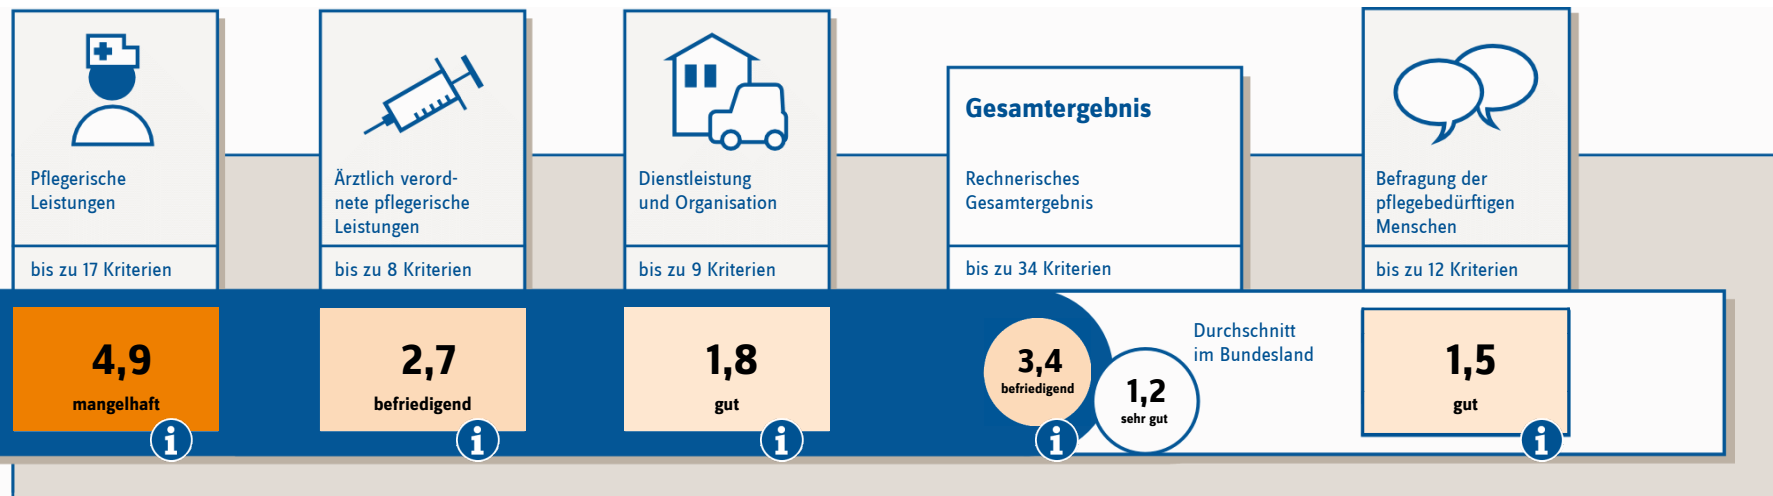 Pflegerische
Leistungen
bis zu 17 Kriterien
4,9
mangelhaft
i
Ärztlich verord-
nete pflegerische
Leistungen
bis zu 8 Kriterien
2,7
befriedigend
i
Dienstleistung
und Organisation
bis zu 9 Kriterien
1,8
gut
i
Gesamtergebnis
Rechnerisches
Gesamtergebnis
bis zu 34 Kriterien
3,4
befriedigend
i
Durchschnitt
im Bundesland
1,2
sehr gut
Befragung der
pflegebedürftigen
Menschen
bis zu 12 Kriterien
1,5
gut
i